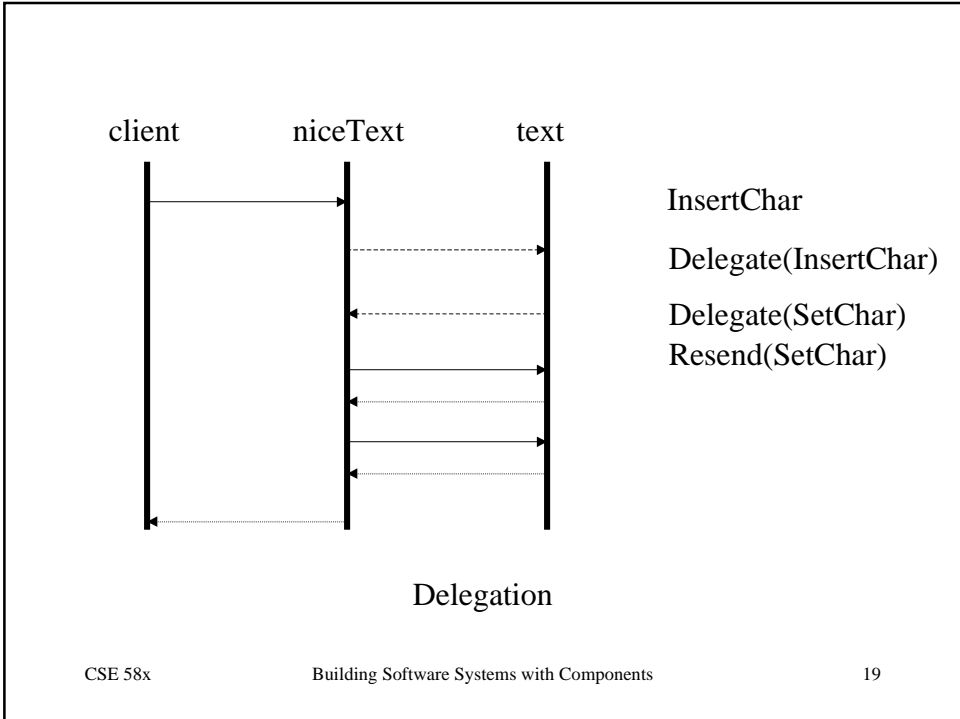 client niceText text
InsertChar
Delegate(InsertChar)
Delegate(SetChar)
Resend(SetChar)
Delegation
CSE 58x Building Software Systems with Components 19